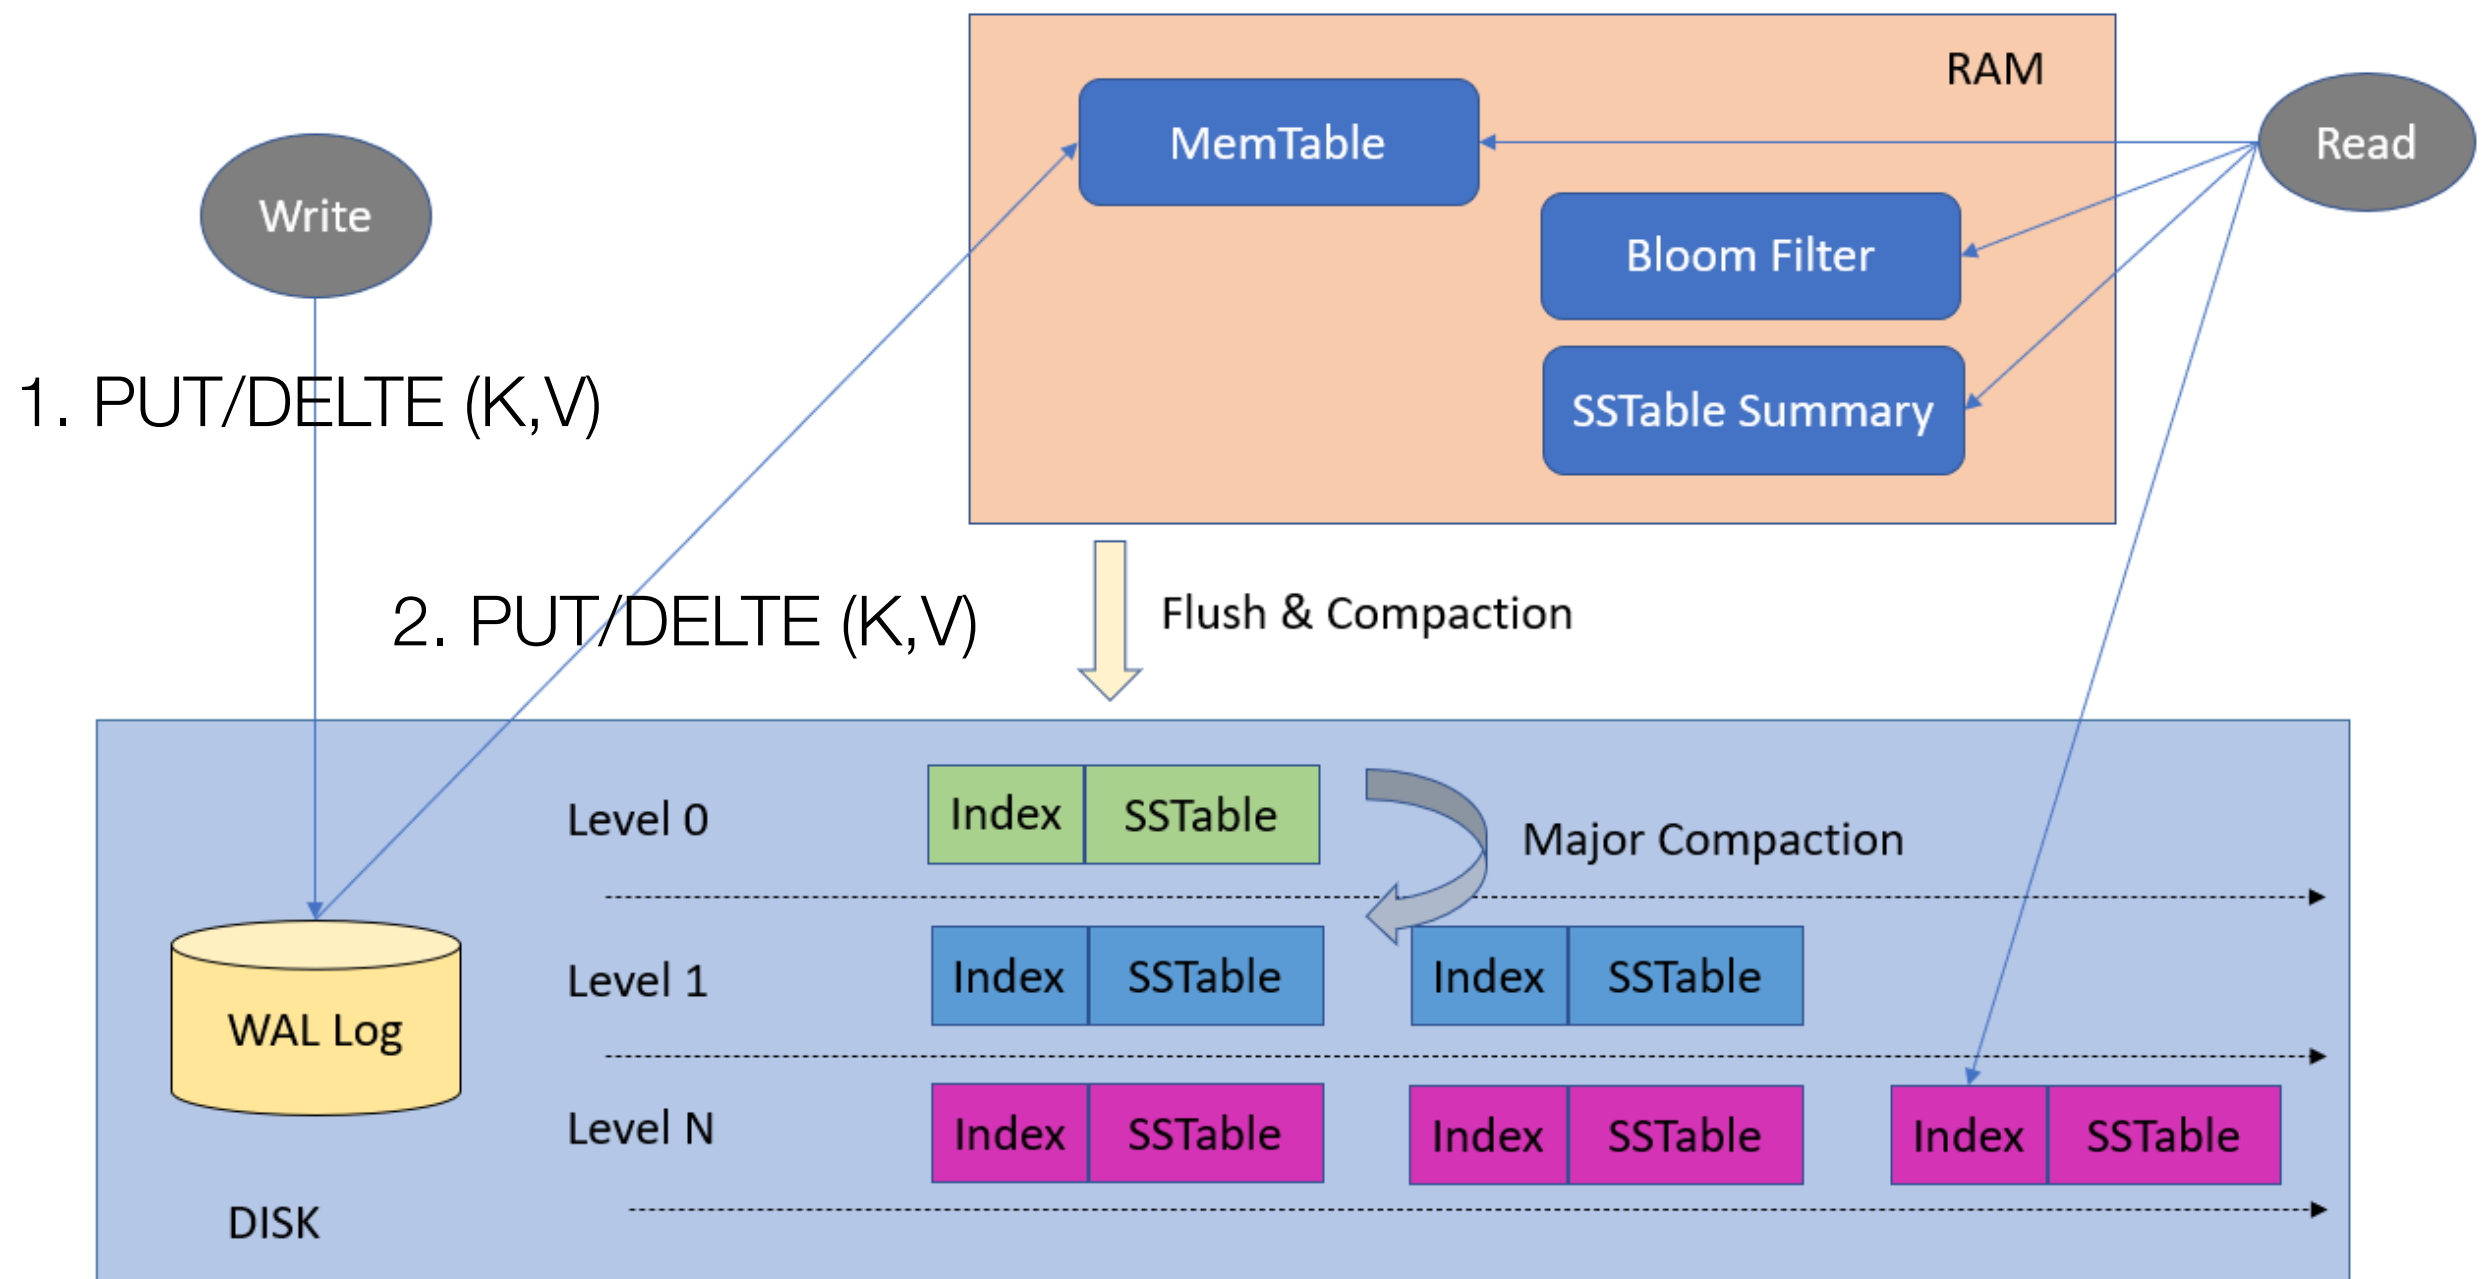 RAM
MemTable
Read
Write
Bloom Filter
SSTable Summary
1. PUT/DELTE (K,V)
2. PUT/DELTE (K,V)
Flush & Compaction
Level 0
Index
SSTable
Major Compaction
Level 1
Index
SSTable
Index
SSTable
WAL Log
Level N
Index
SSTable
Index
SSTable
Index
SSTable
DISK